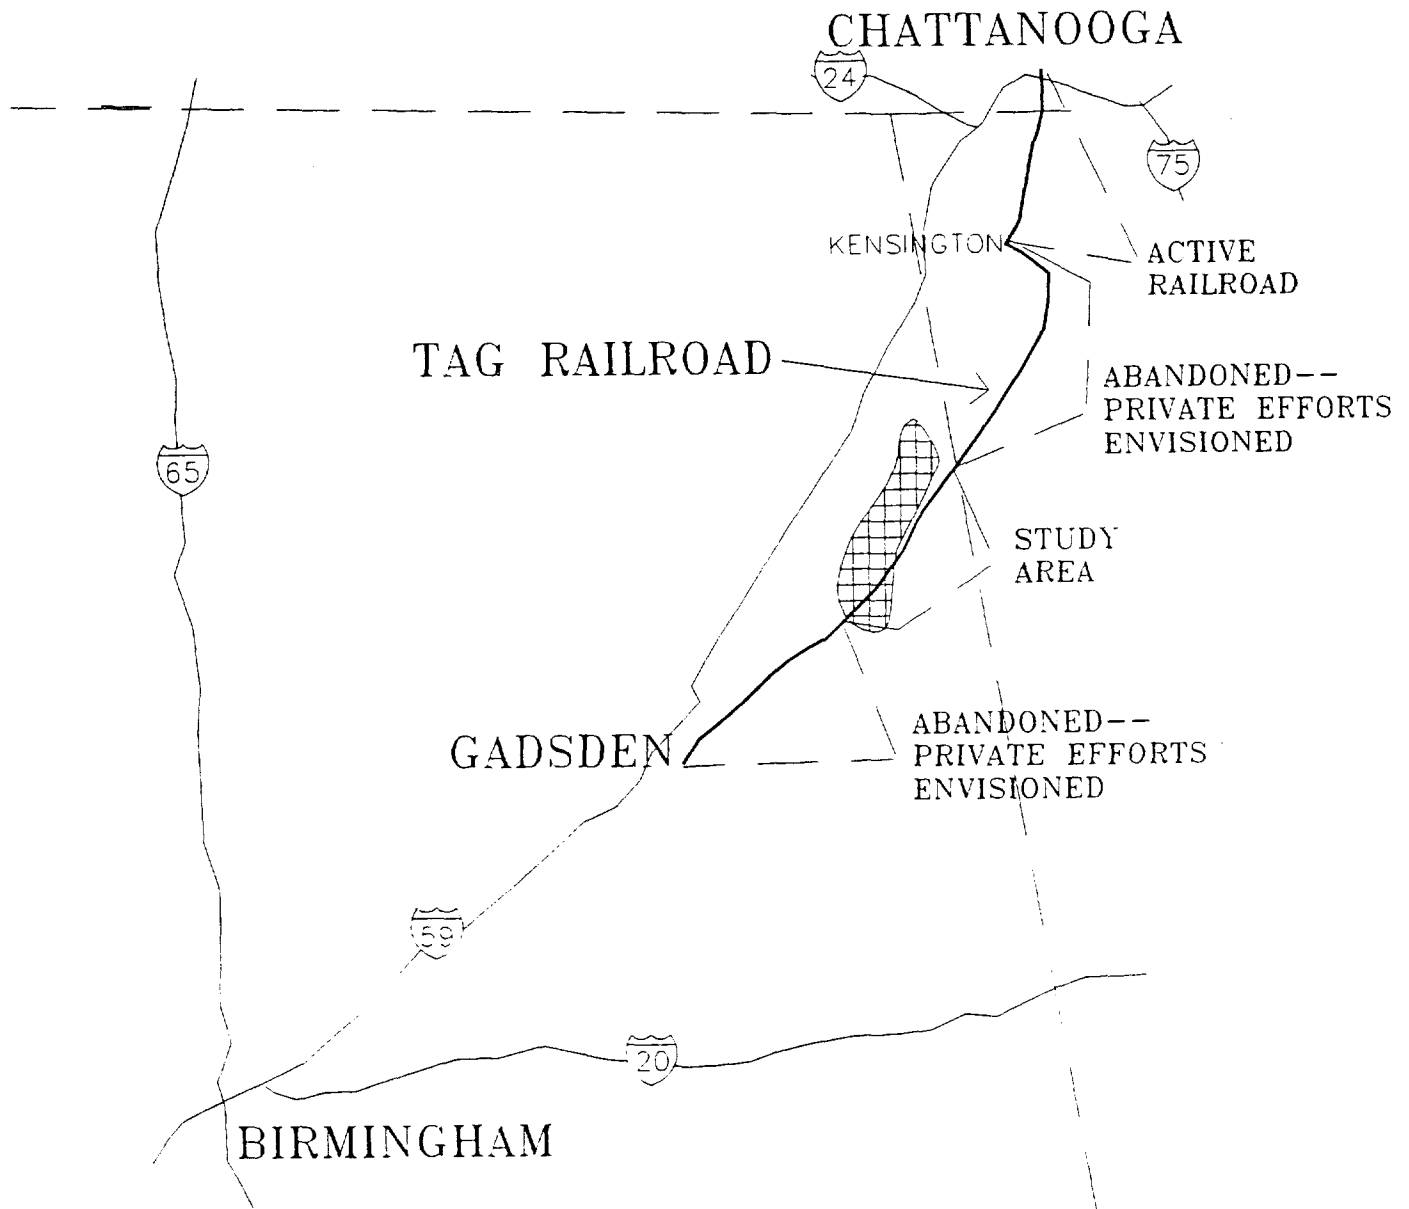 CHATTANOOGA
24
75
KENSINGTON
ACTIVE
RAILROAD
TAG RAILROAD
ABANDONED--
PRIVATE EFFORTS
ENVISIONED
65
STUDY
AREA
GADSDEN
ABANDONED--
PRIVATE EFFORTS
ENVISIONED
59
20
BIRMINGHAM